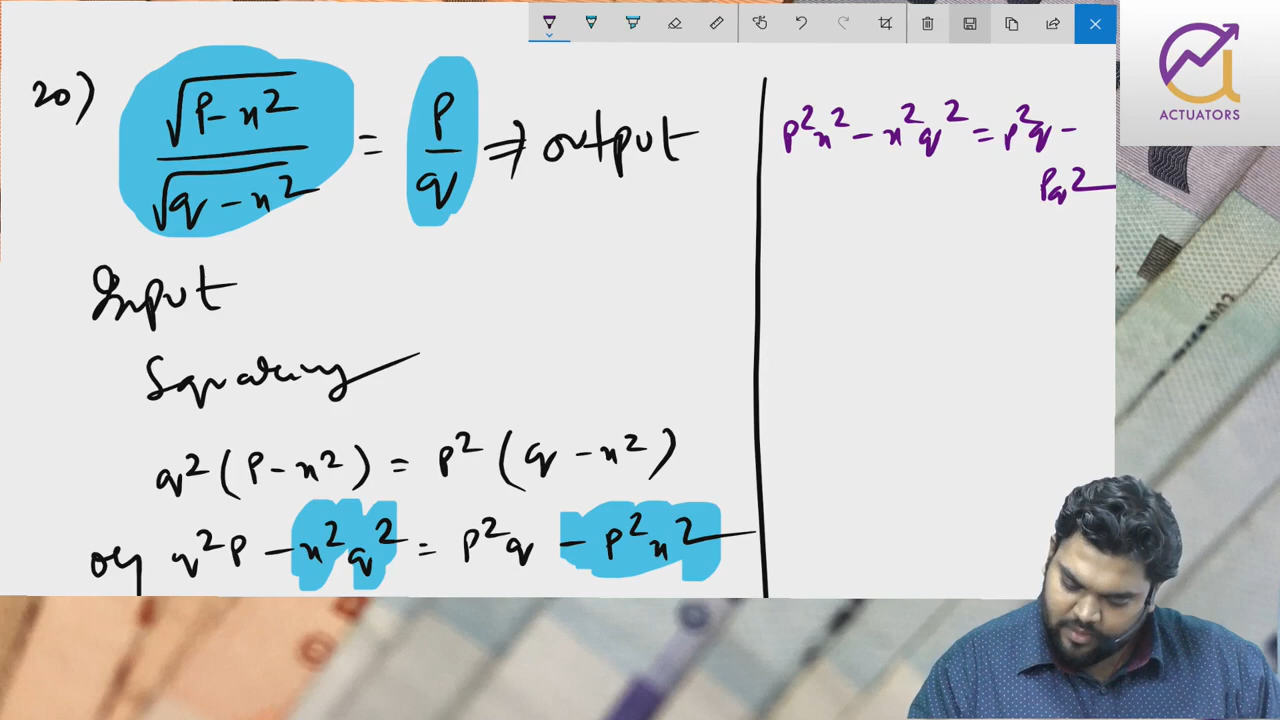 20) √(P-x²) / √(q-x²) = P/q ⇒ output
Input
Squaring
q²(P-x²) = P²(q-x²)
or q²P - x²q² = P²q - P²x²
P²x² - x²q² = P²q -
Pq²
ACTUATORS